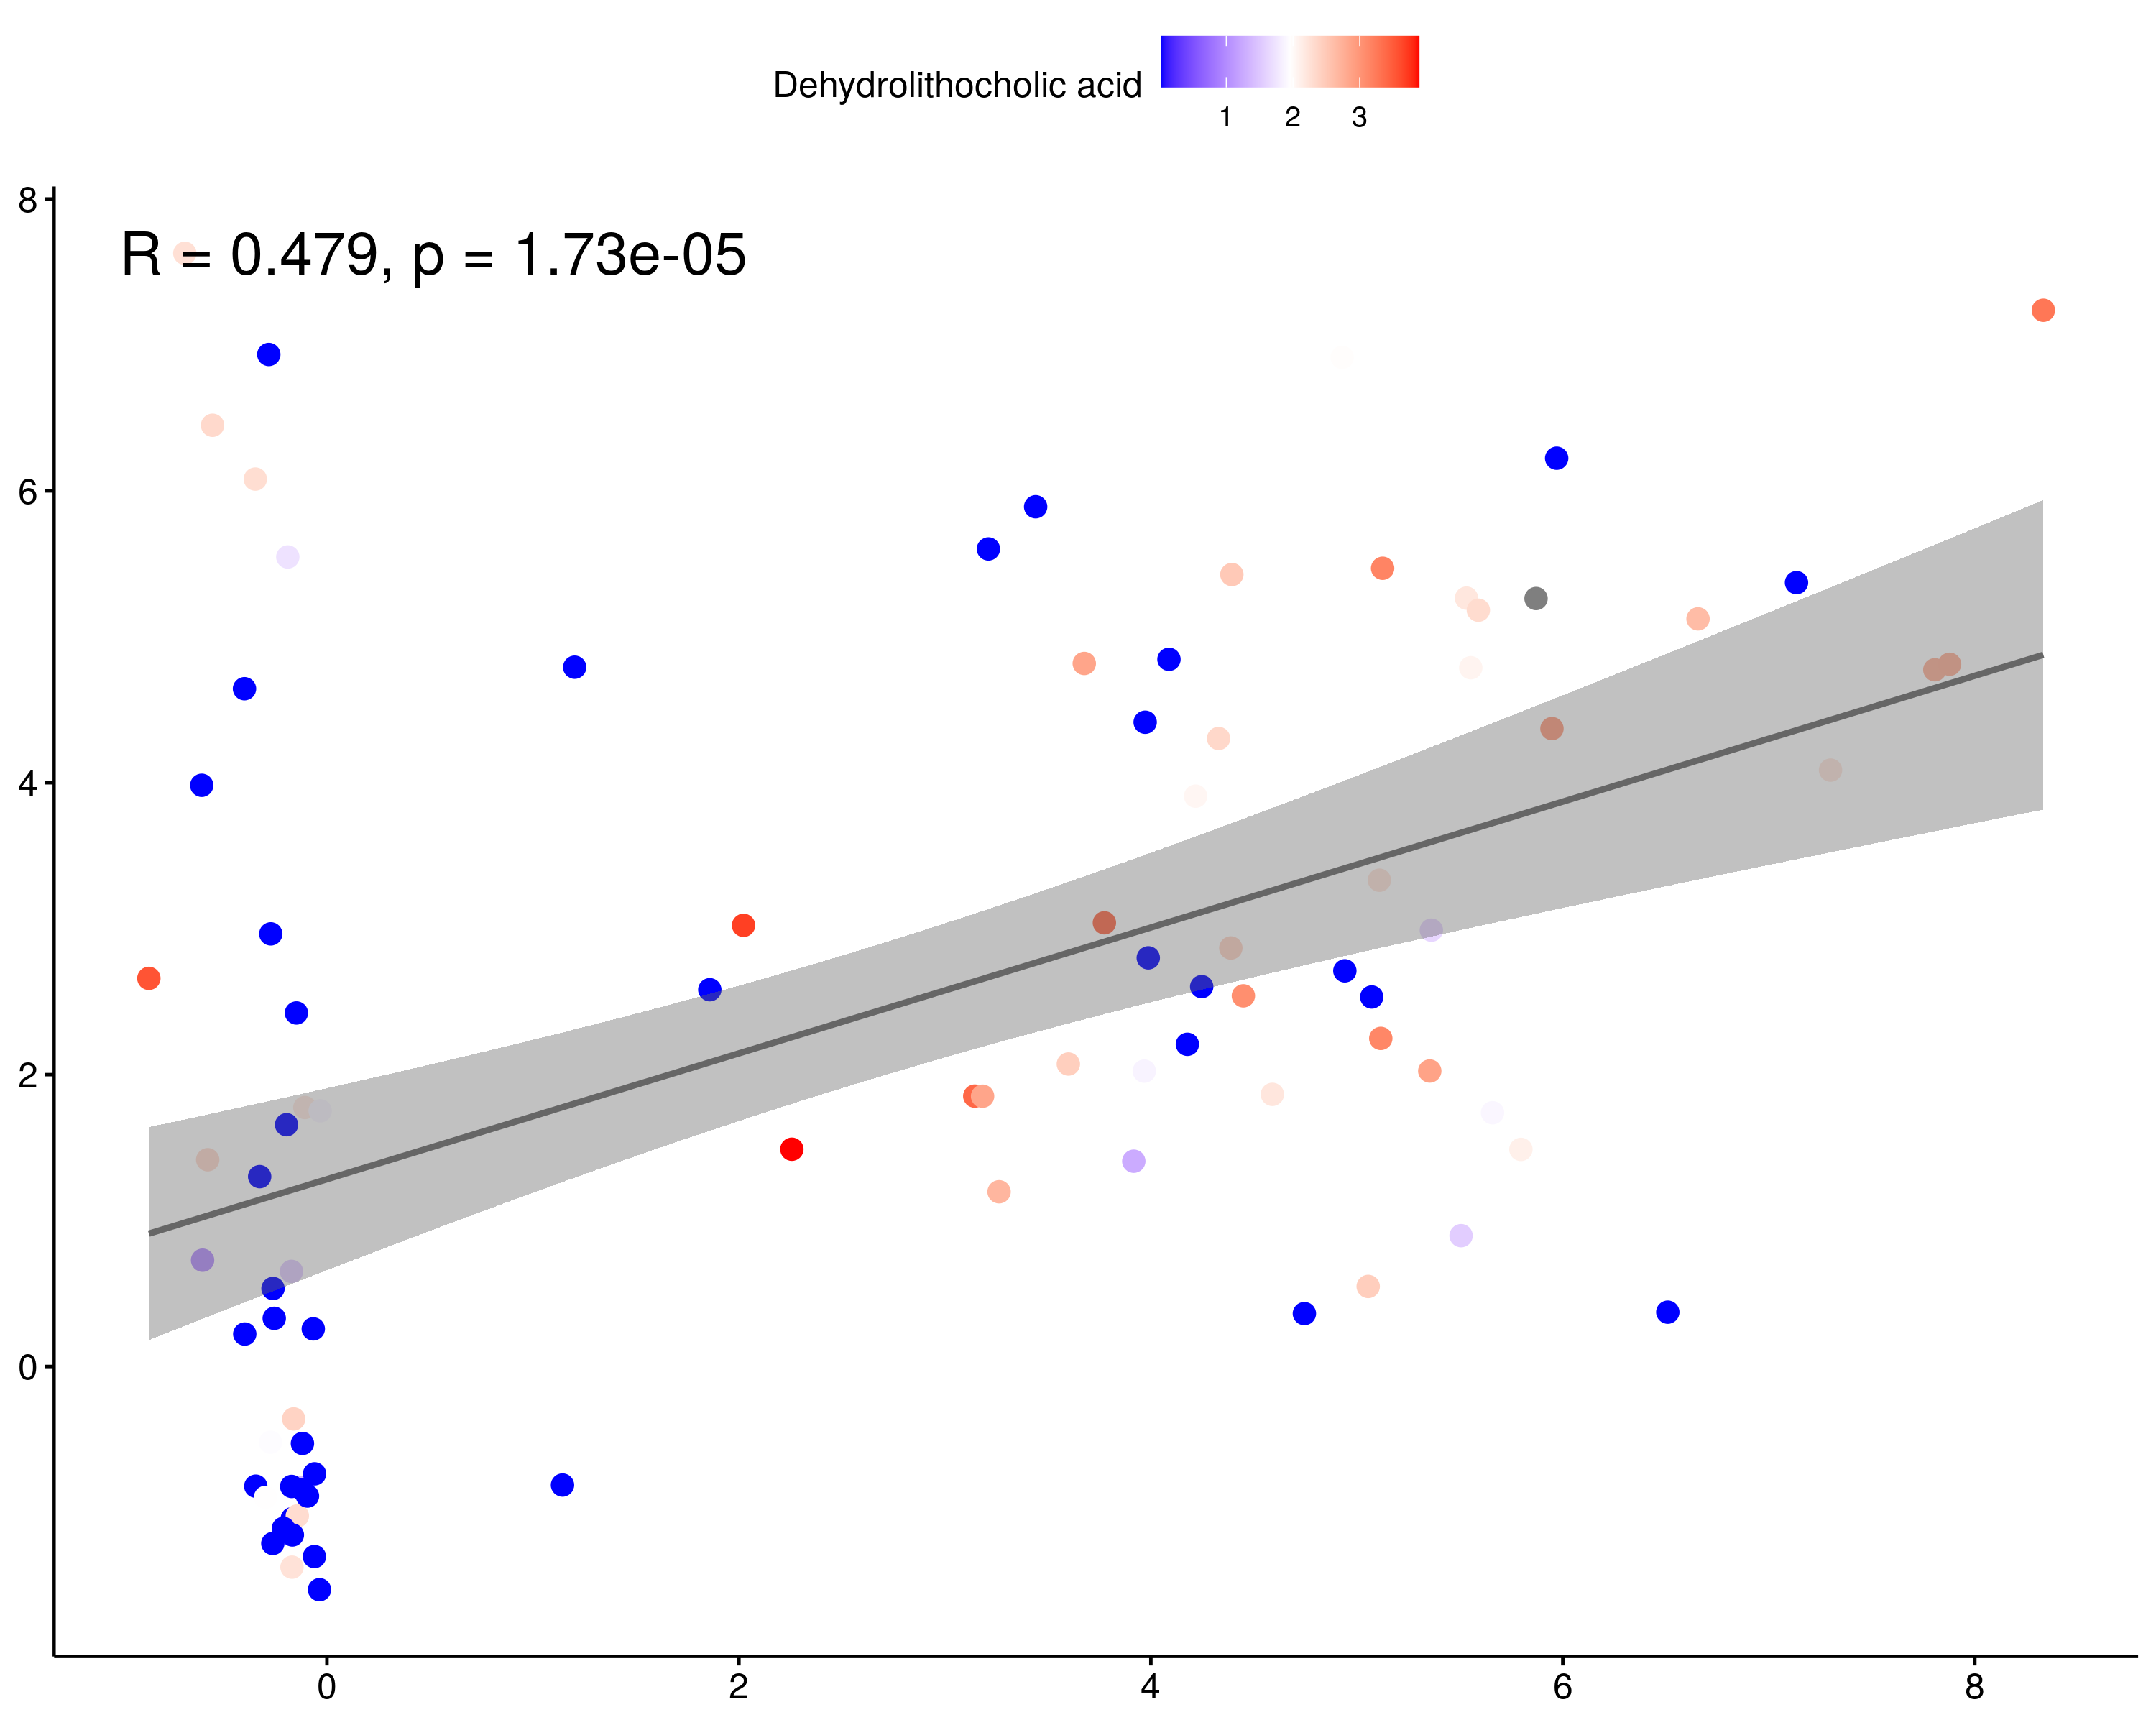 Dehydrolithocholic acid
1 2 3
R = 0.479, p = 1.73e-05
8
6
4
2
0
0 2 4 6 8